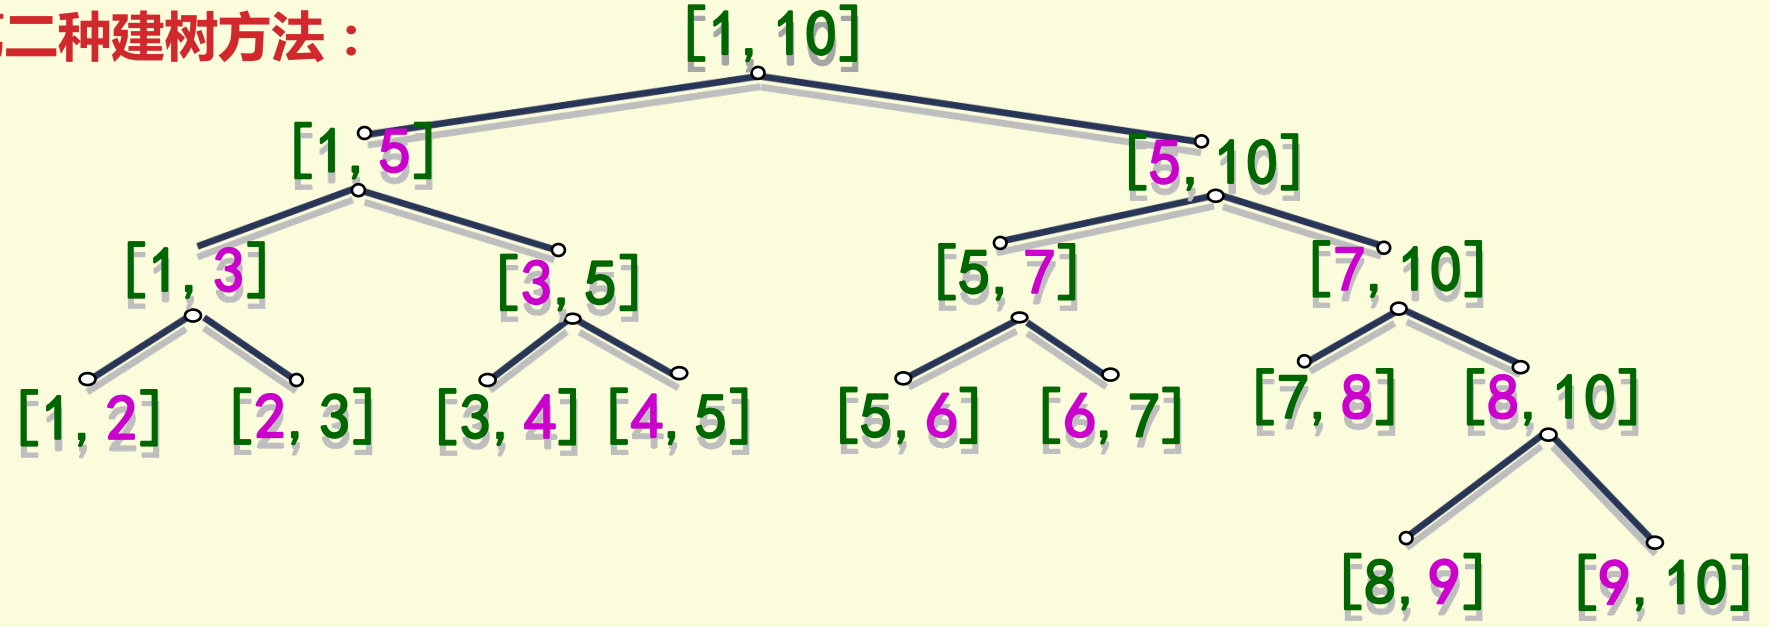 二种建树方法：
[1, 10]
[1, 5] [5, 10]
[1, 3] [3, 5] [5, 7] [7, 10]
[1, 2] [2, 3] [3, 4] [4, 5] [5, 6] [6, 7] [7, 8] [8, 10]
[8, 9] [9, 10]